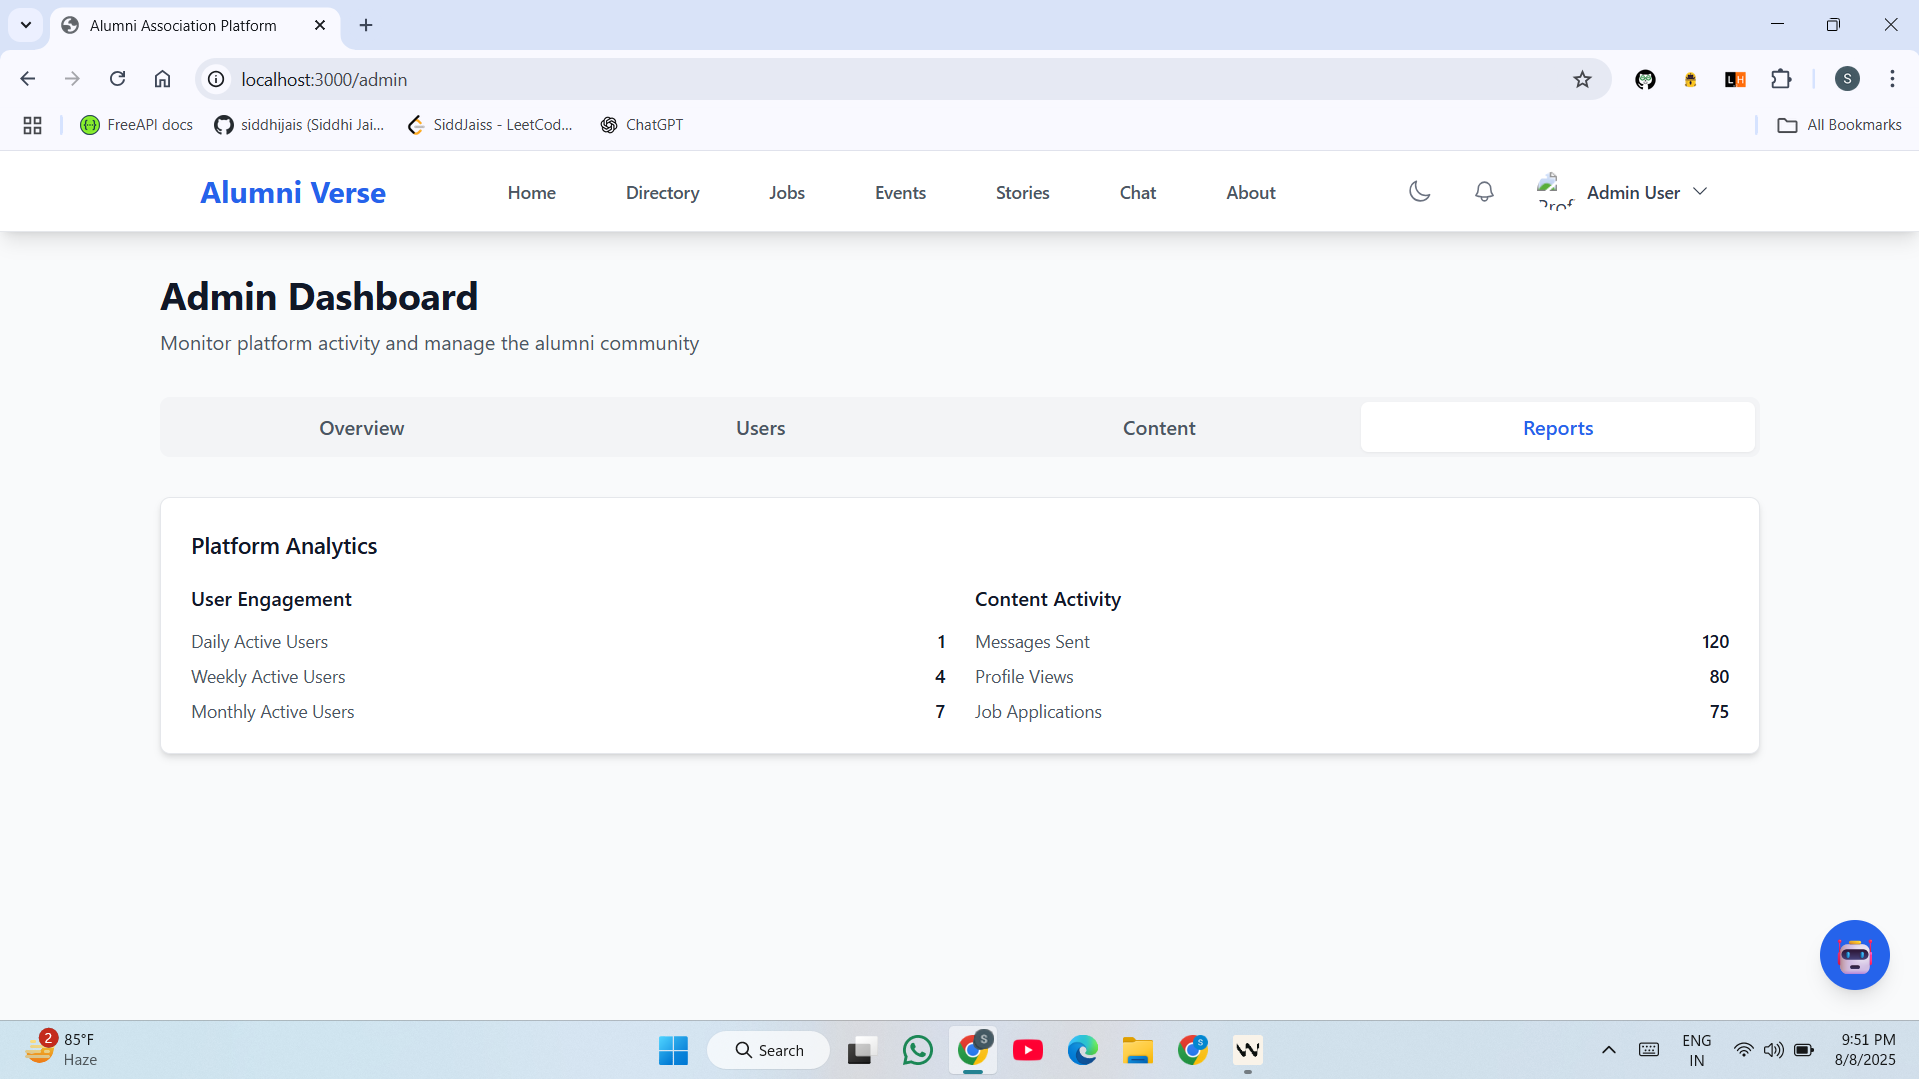 Alumni Association Platform
localhost:3000/admin
S
FreeAPI docs
siddhijais (Siddhi Jai...
SiddJaiss - LeetCod...
ChatGPT
All Bookmarks
Alumni Verse
Home
Directory
Jobs
Events
Stories
Chat
About
Prof
Admin User
Admin Dashboard
Monitor platform activity and manage the alumni community
Overview
Users
Content
Reports
Platform Analytics
User Engagement
Daily Active Users 1
Weekly Active Users 4
Monthly Active Users 7
Content Activity
Messages Sent 120
Profile Views 80
Job Applications 75
2
85°F
Haze
Search
S
S
ENG
IN
9:51 PM
8/8/2025